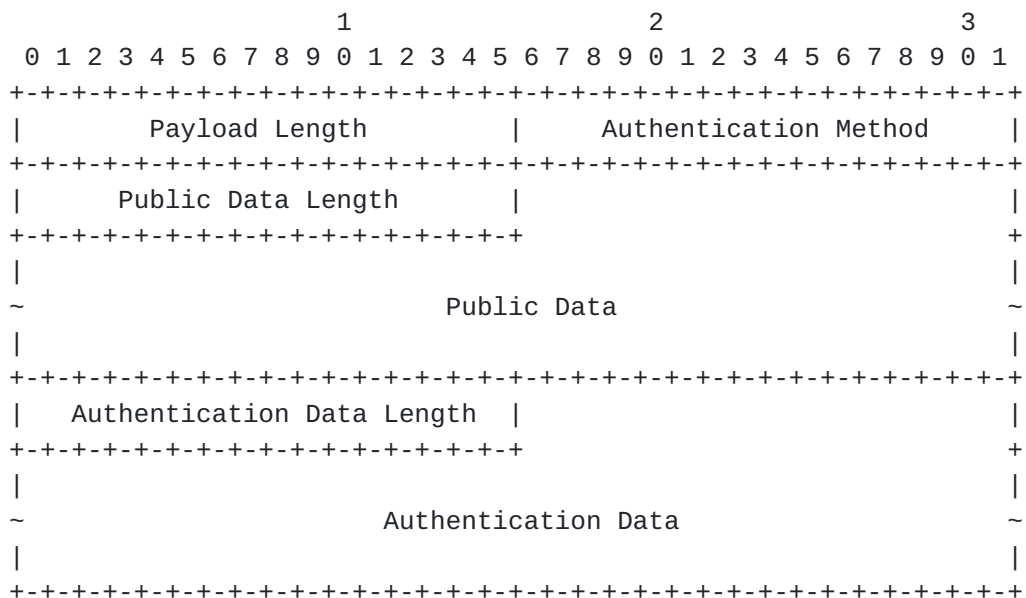 1                   2                   3
 0 1 2 3 4 5 6 7 8 9 0 1 2 3 4 5 6 7 8 9 0 1 2 3 4 5 6 7 8 9 0 1
+-+-+-+-+-+-+-+-+-+-+-+-+-+-+-+-+-+-+-+-+-+-+-+-+-+-+-+-+-+-+-+-+
|        Payload Length         |     Authentication Method     |
+-+-+-+-+-+-+-+-+-+-+-+-+-+-+-+-+-+-+-+-+-+-+-+-+-+-+-+-+-+-+-+-+
|      Public Data Length       |                               |
+-+-+-+-+-+-+-+-+-+-+-+-+-+-+-+-+                               +
|                                                               |
~                           Public Data                         ~
|                                                               |
+-+-+-+-+-+-+-+-+-+-+-+-+-+-+-+-+-+-+-+-+-+-+-+-+-+-+-+-+-+-+-+-+
|   Authentication Data Length  |                               |
+-+-+-+-+-+-+-+-+-+-+-+-+-+-+-+-+                               +
|                                                               |
~                       Authentication Data                     ~
|                                                               |
+-+-+-+-+-+-+-+-+-+-+-+-+-+-+-+-+-+-+-+-+-+-+-+-+-+-+-+-+-+-+-+-+